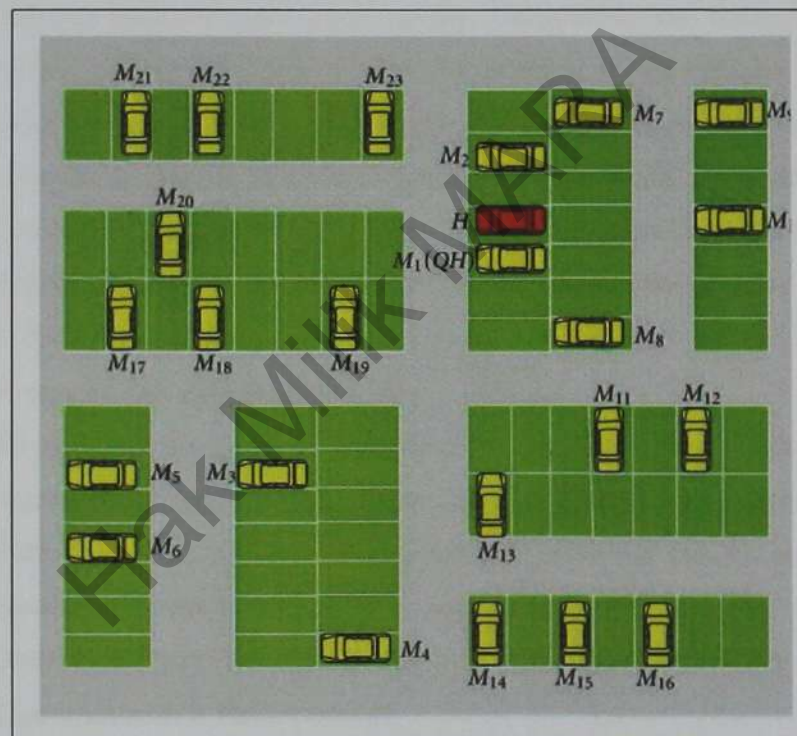 M₂₁ M₂₂ M₂₃
M₇
M₂
M₂₀
H
M₁(QH)
M₈
M₁₇ M₁₈ M₁₉
M₁₁ M₁₂
M₅ M₃
M₆
M₁₃
M₄
M₁₄ M₁₅ M₁₆
Hak Milik MARA